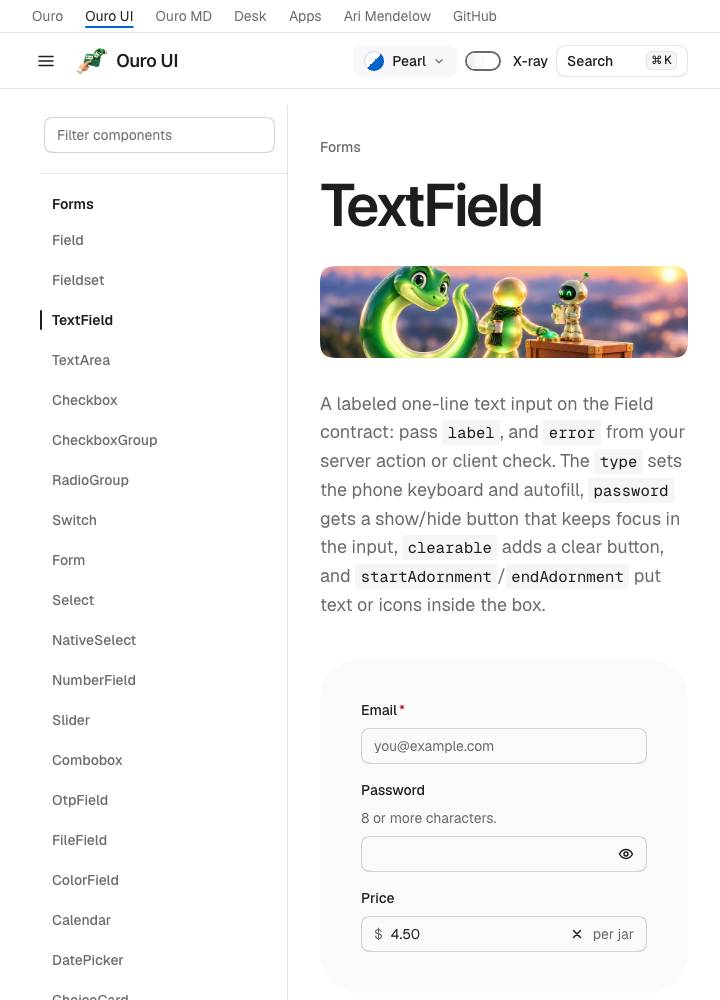 Ouro
Ouro UI
Ouro MD
Desk
Apps
Ari Mendelow
GitHub
Ouro UI
Pearl
X-ray
Search
⌘ K
Filter components
Forms
Field
Fieldset
TextField
TextArea
Checkbox
CheckboxGroup
RadioGroup
Switch
Form
Select
NativeSelect
NumberField
Slider
Combobox
OtpField
FileField
ColorField
Calendar
DatePicker
ChoiceCard
Forms
TextField
A labeled one-line text input on the Field
contract: pass label, and error from your
server action or client check. The type sets
the phone keyboard and autofill, password
gets a show/hide button that keeps focus in
the input, clearable adds a clear button,
and startAdornment/endAdornment put
text or icons inside the box.
Email*
you@example.com
Password
8 or more characters.
Price
$ 4.50 per jar